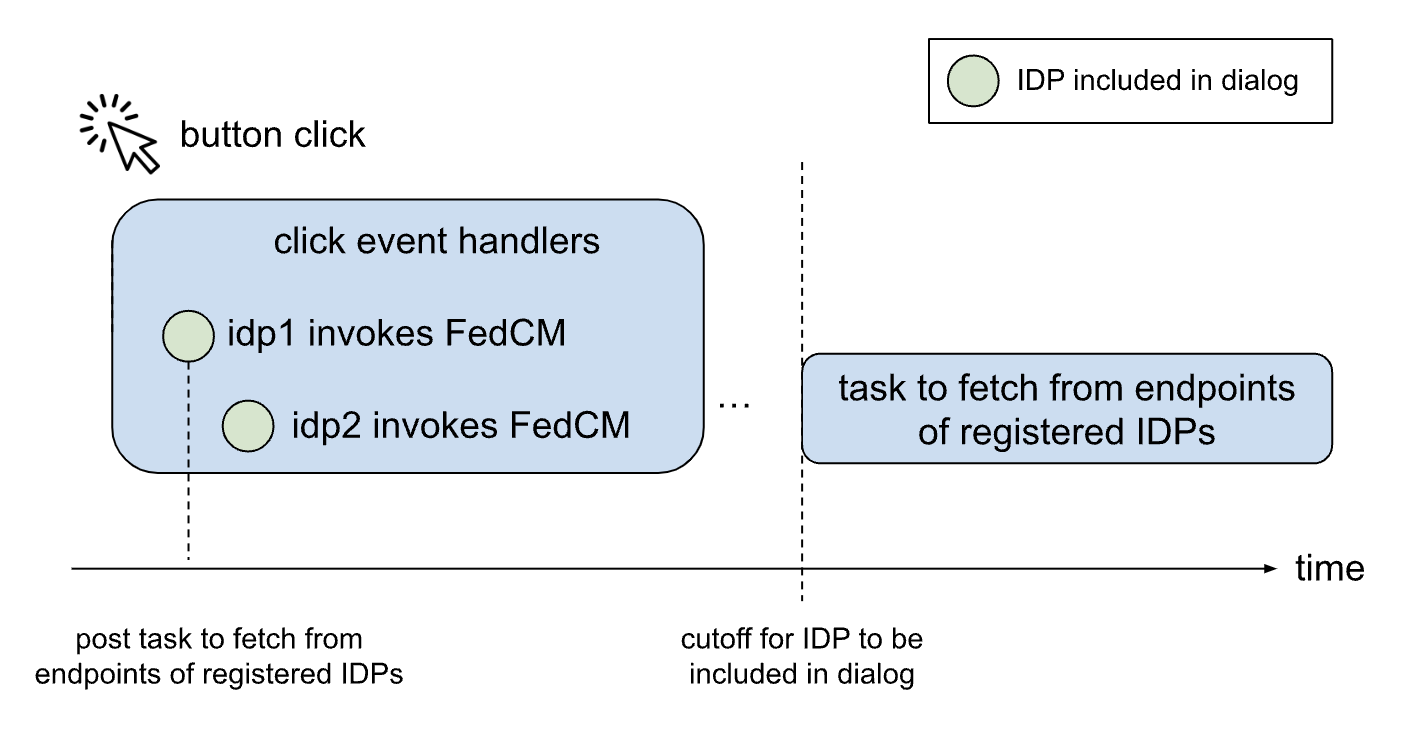 IDP included in dialog
button click
click event handlers
idp1 invokes FedCM
idp2 invokes FedCM
...
task to fetch from endpoints
of registered IDPs
time
post task to fetch from
endpoints of registered IDPs
cutoff for IDP to be
included in dialog